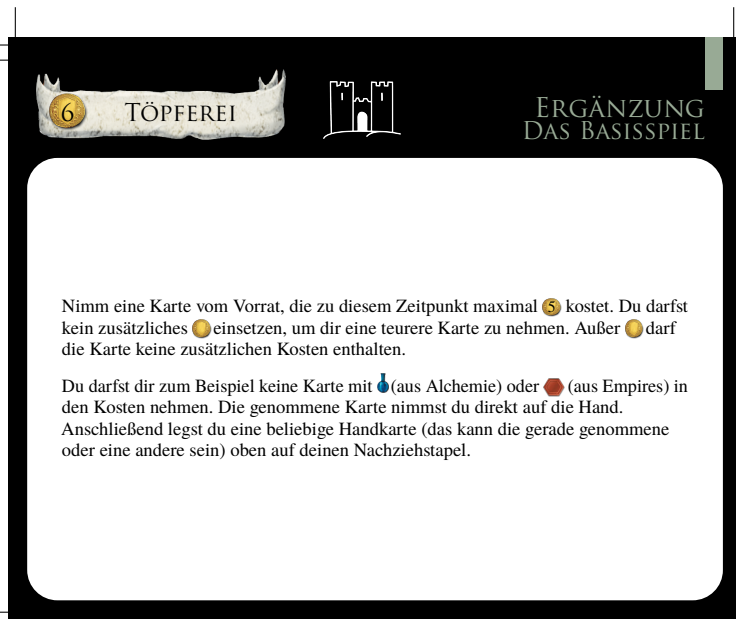 6 TÖPFEREI
ERGÄNZUNG
DAS BASISSPIEL
Nimm eine Karte vom Vorrat, die zu diesem Zeitpunkt maximal 5 kostet. Du darfst
kein zusätzliches einsetzen, um dir eine teurere Karte zu nehmen. Außer darf
die Karte keine zusätzlichen Kosten enthalten.
Du darfst dir zum Beispiel keine Karte mit (aus Alchemie) oder (aus Empires) in
den Kosten nehmen. Die genommene Karte nimmst du direkt auf die Hand.
Anschließend legst du eine beliebige Handkarte (das kann die gerade genommene
oder eine andere sein) oben auf deinen Nachziehstapel.